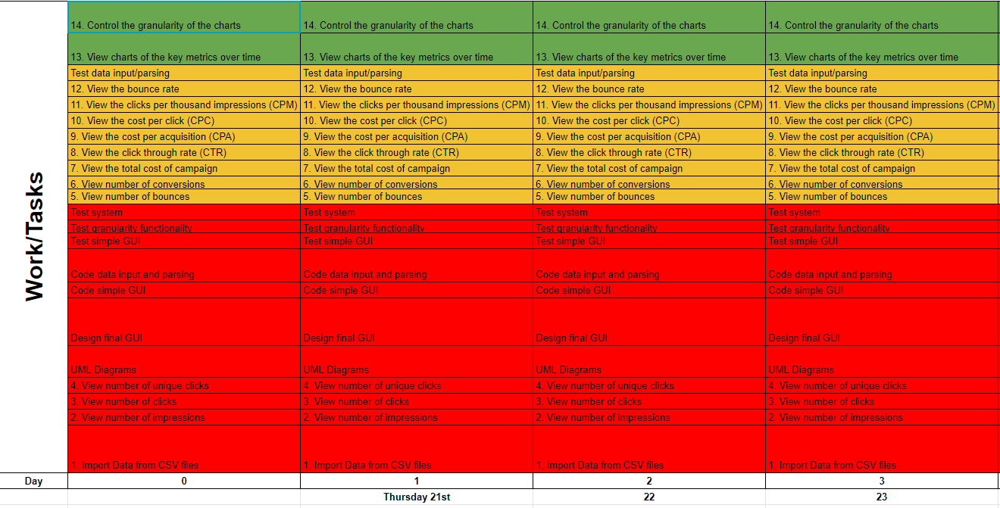 14. Control the granularity of the charts 14. Control the granularity of the charts 14. Control the granularity of the charts 14. Control the granularity of the charts
13. View charts of the key metrics over time 13. View charts of the key metrics over time 13. View charts of the key metrics over time 13. View charts of the key metrics over time
Test data input/parsing Test data input/parsing Test data input/parsing Test data input/parsing
12. View the bounce rate 12. View the bounce rate 12. View the bounce rate 12. View the bounce rate
11. View the clicks per thousand impressions (CPM) 11. View the clicks per thousand impressions (CPM) 11. View the clicks per thousand impressions (CPM) 11. View the clicks per thousand impressions (CPM)
10. View the cost per click (CPC) 10. View the cost per click (CPC) 10. View the cost per click (CPC) 10. View the cost per click (CPC)
9. View the cost per acquisition (CPA) 9. View the cost per acquisition (CPA) 9. View the cost per acquisition (CPA) 9. View the cost per acquisition (CPA)
8. View the click through rate (CTR) 8. View the click through rate (CTR) 8. View the click through rate (CTR) 8. View the click through rate (CTR)
7. View the total cost of campaign 7. View the total cost of campaign 7. View the total cost of campaign 7. View the total cost of campaign
6. View number of conversions 6. View number of conversions 6. View number of conversions 6. View number of conversions
5. View number of bounces 5. View number of bounces 5. View number of bounces 5. View number of bounces
Work/Tasks
Test system Test system Test system Test system
Test granularity functionality Test granularity functionality Test granularity functionality Test granularity functionality
Test simple GUI Test simple GUI Test simple GUI Test simple GUI
Code data input and parsing Code data input and parsing Code data input and parsing Code data input and parsing
Code simple GUI Code simple GUI Code simple GUI Code simple GUI
Design final GUI Design final GUI Design final GUI Design final GUI
UML Diagrams UML Diagrams UML Diagrams UML Diagrams
4. View number of unique clicks 4. View number of unique clicks 4. View number of unique clicks 4. View number of unique clicks
3. View number of clicks 3. View number of clicks 3. View number of clicks 3. View number of clicks
2. View number of impressions 2. View number of impressions 2. View number of impressions 2. View number of impressions
1. Import Data from CSV files 1. Import Data from CSV files 1. Import Data from CSV files 1. Import Data from CSV files
Day 0 1 2 3
Thursday 21st 22 23